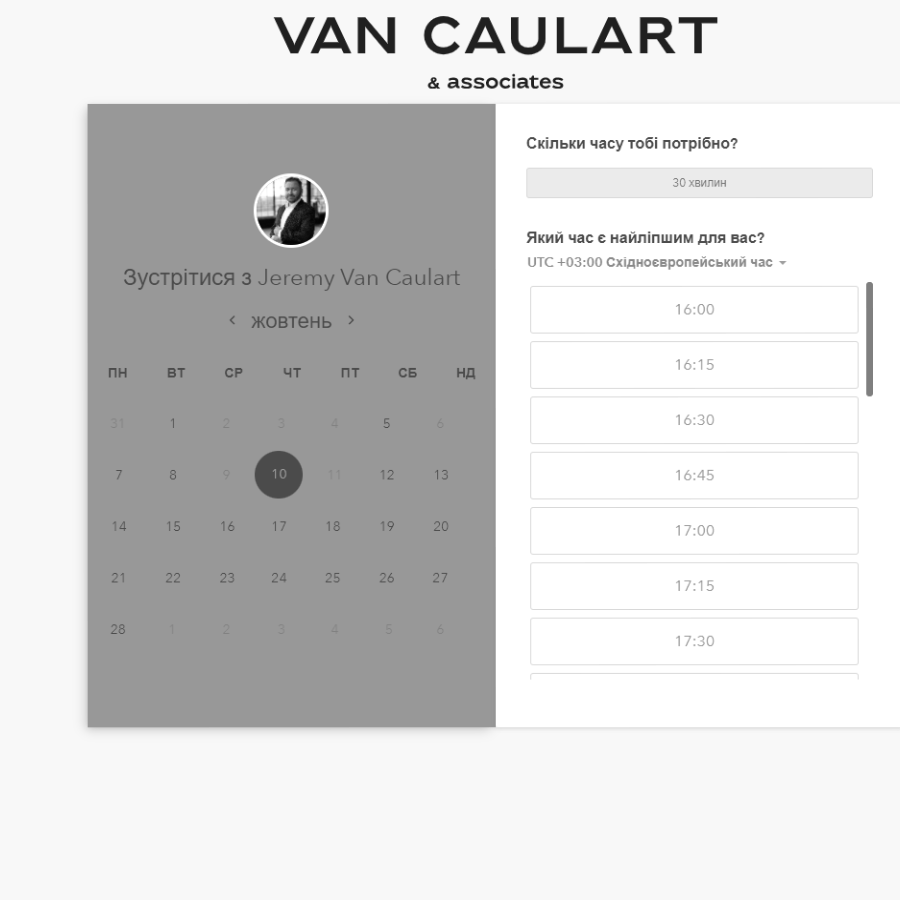 VAN CAULART
& associates
Зустрітися з Jeremy Van Caulart
жовтень
ПН ВТ СР ЧТ ПТ СБ НД
31 1 2 3 4 5 6
7 8 9 10 11 12 13
14 15 16 17 18 19 20
21 22 23 24 25 26 27
28 1 2 3 4 5 6
Скільки часу тобі потрібно?
30 хвилин
Який час є найліпшим для вас?
UTC +03:00 Східноєвропейський час
16:00
16:15
16:30
16:45
17:00
17:15
17:30